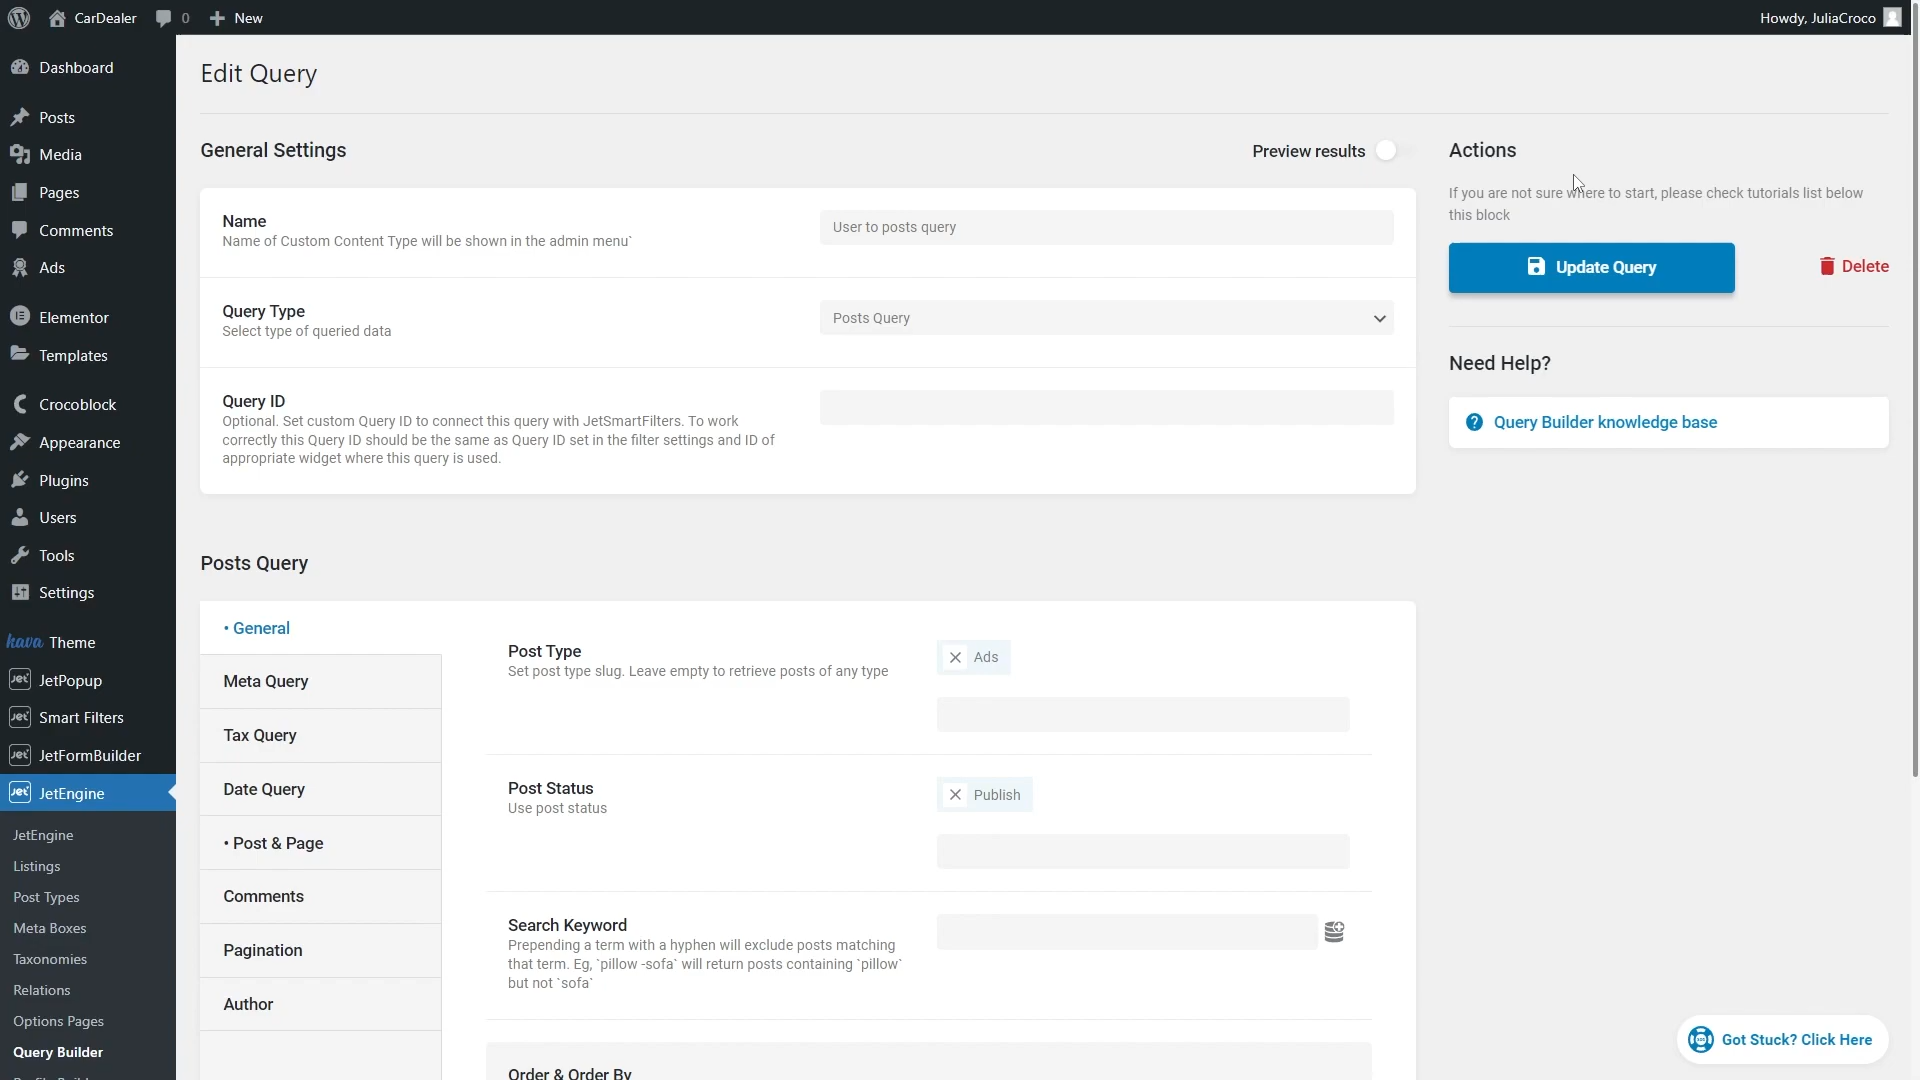 CarDealer
0
New
Howdy, JuliaCroco
Dashboard
Posts
Media
Pages
Comments
Ads
Elementor
Templates
Crocoblock
Appearance
Plugins
Users
Tools
Settings
kava Theme
JetPopup
Smart Filters
JetFormBuilder
JetEngine
JetEngine
Listings
Post Types
Meta Boxes
Taxonomies
Relations
Options Pages
Query Builder
Edit Query
General Settings
Preview results
Name
Name of Custom Content Type will be shown in the admin menu`
User to posts query
Query Type
Select type of queried data
Posts Query
Query ID
Optional. Set custom Query ID to connect this query with JetSmartFilters. To work
correctly this Query ID should be the same as Query ID set in the filter settings and ID of
appropriate widget where this query is used.
Actions
If you are not sure where to start, please check tutorials list below
this block
Update Query
Delete
Need Help?
Query Builder knowledge base
Posts Query
• General
Meta Query
Tax Query
Date Query
• Post & Page
Comments
Pagination
Author
Post Type
Set post type slug. Leave empty to retrieve posts of any type
Ads
Post Status
Use post status
Publish
Search Keyword
Prepending a term with a hyphen will exclude posts matching
that term. Eg, `pillow -sofa` will return posts containing `pillow`
but not `sofa`
Order & Order By
Got Stuck? Click Here